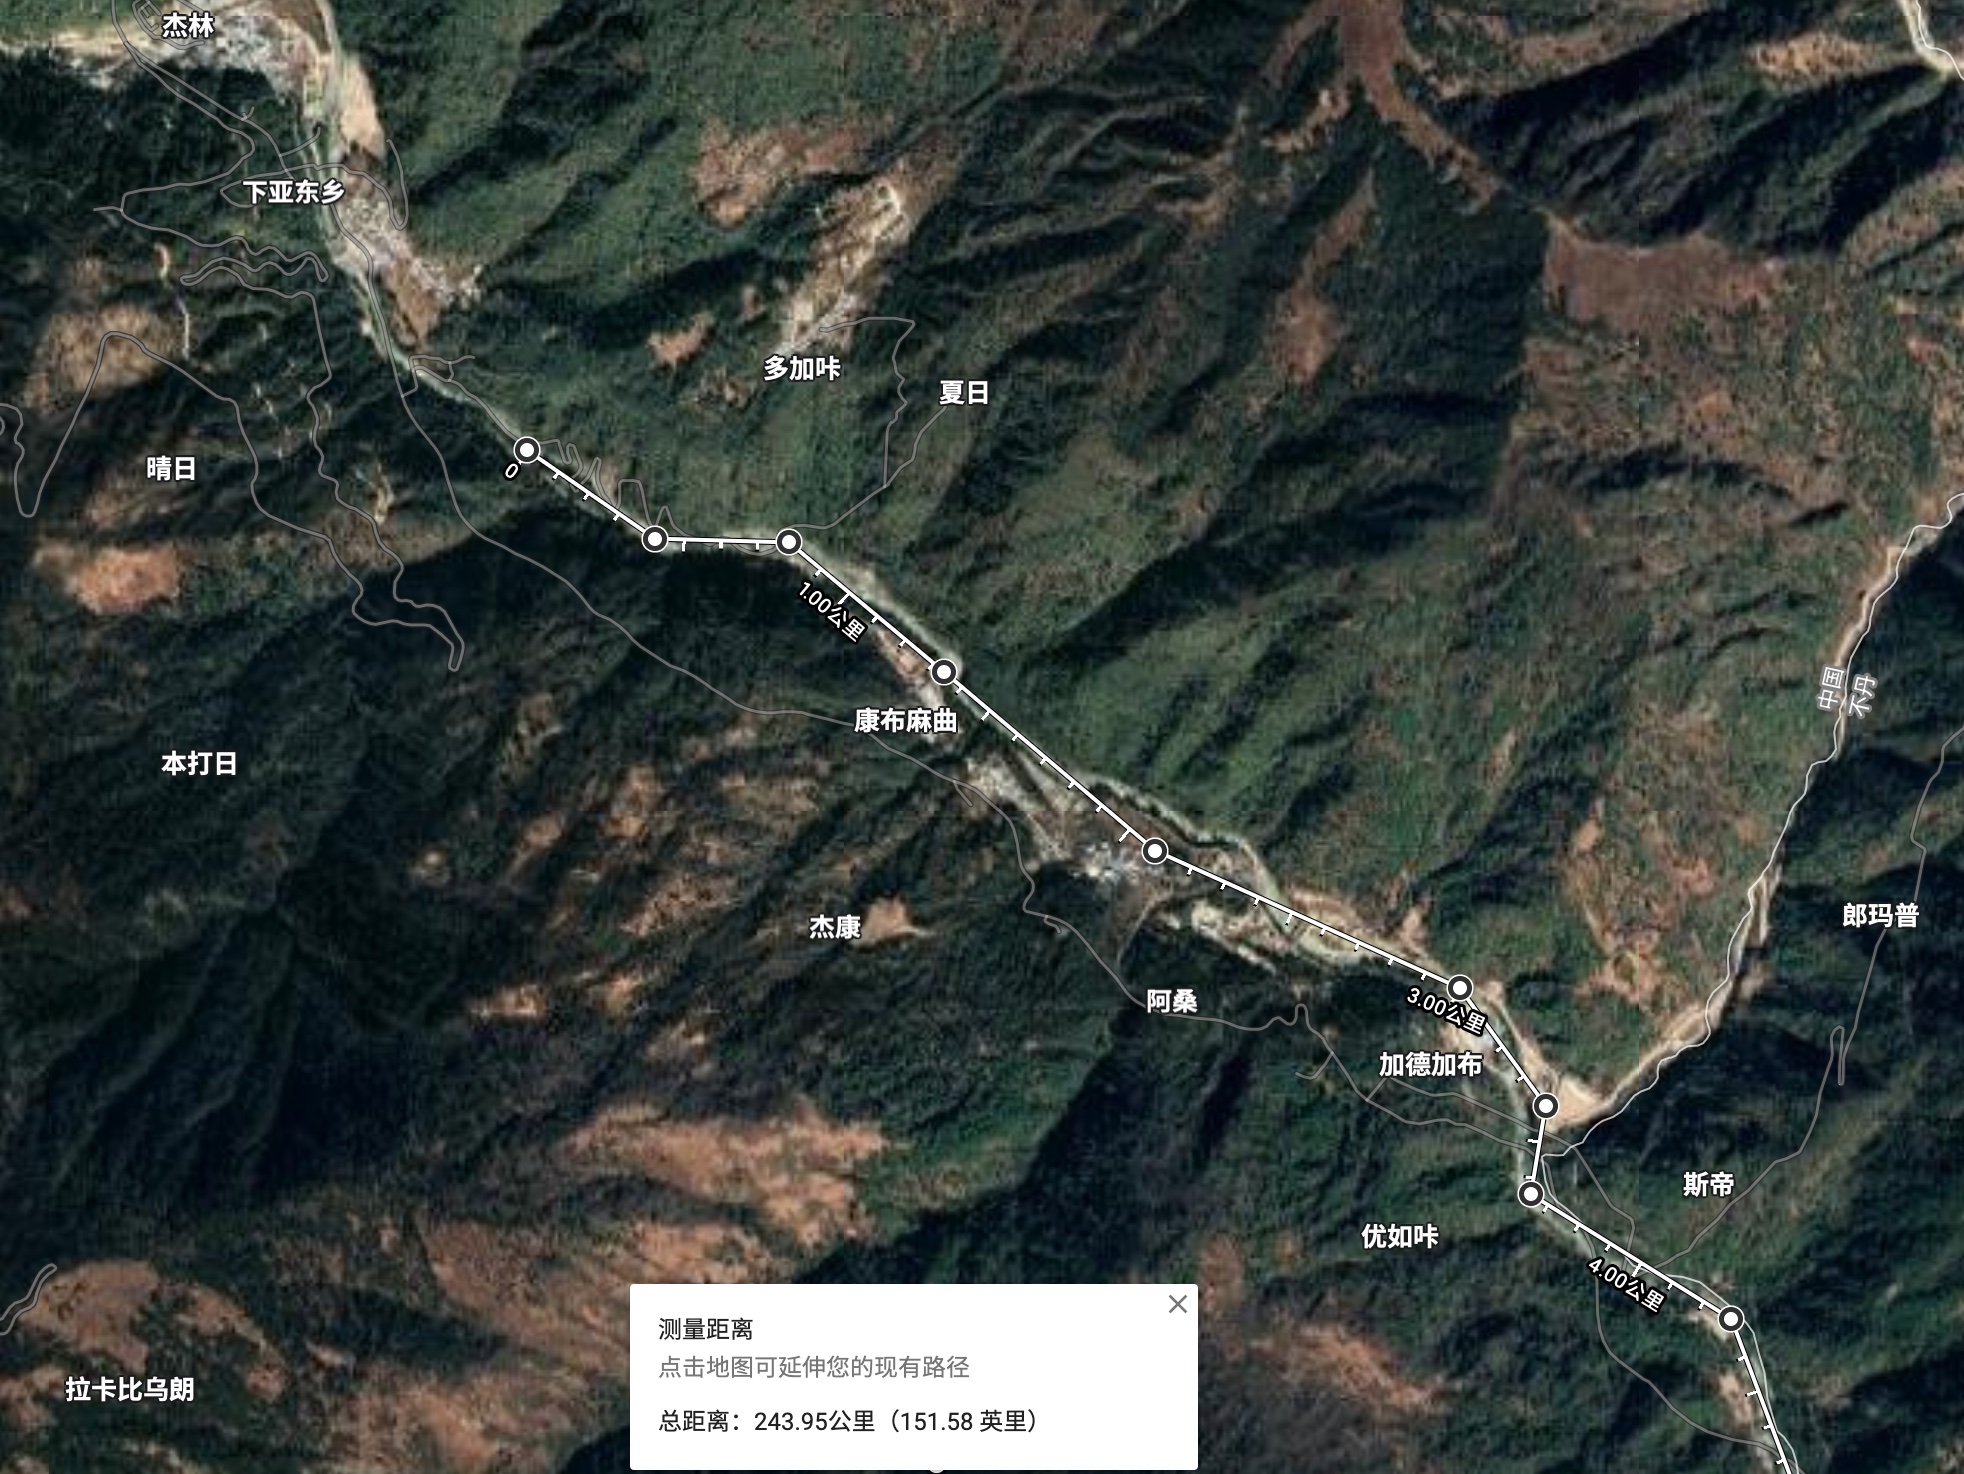 杰林
下亚东乡
多加咔
夏日
晴日
0
1.00公里
中国
不丹
康布麻曲
本打日
郎玛普
杰康
阿桑
3.00公里
加德加布
斯帝
优如咔
4.00公里
测量距离
点击地图可延伸您的现有路径
拉卡比乌朗
总距离：243.95公里（151.58 英里）